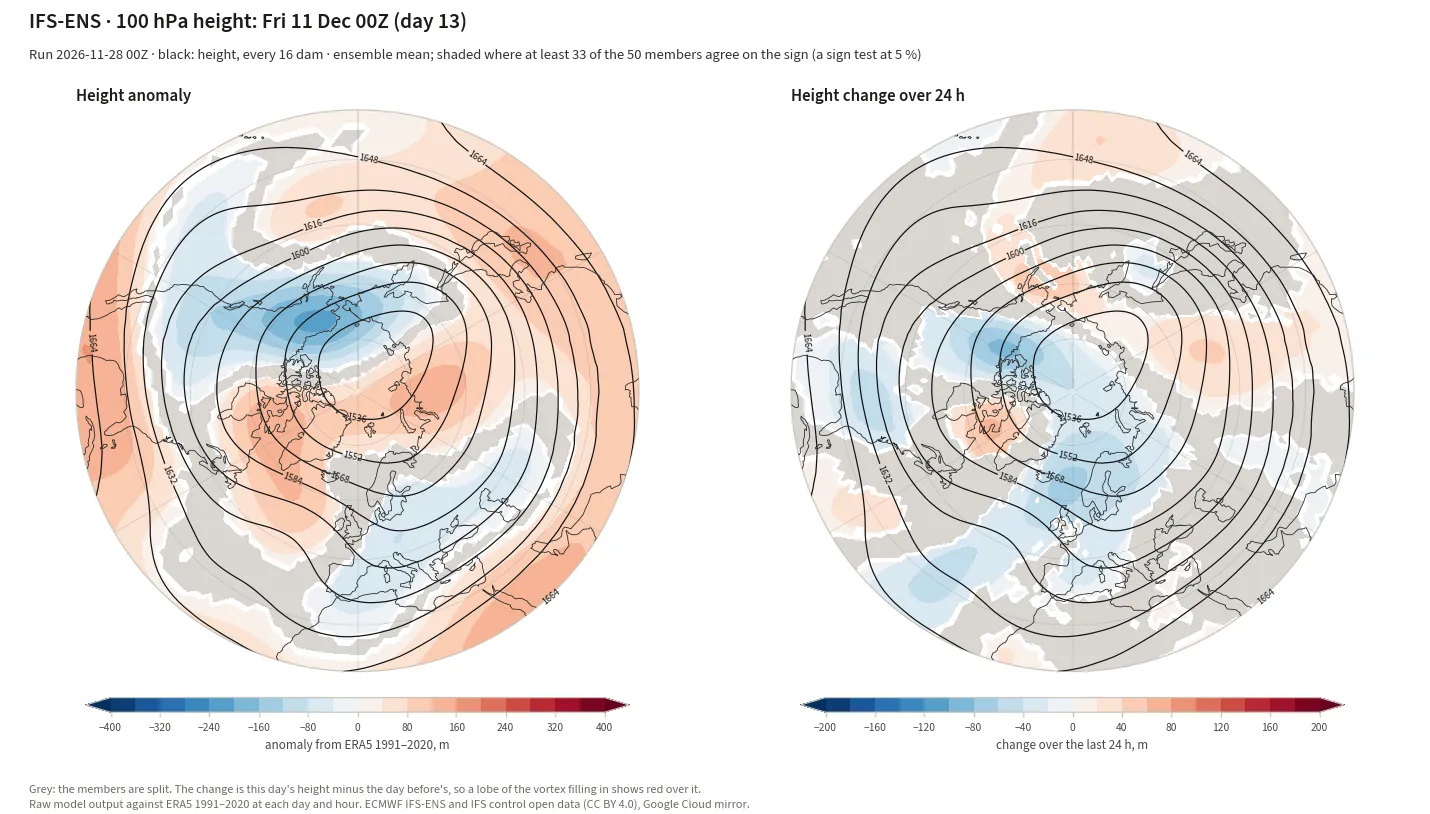 IFS-ENS · 100 hPa height: Fri 11 Dec 00Z (day 13)
Run 2026-11-28 00Z · black: height, every 16 dam · ensemble mean; shaded where at least 33 of the 50 members agree on the sign (a sign test at 5 %)
Height anomaly
Height change over 24 h
1648
1664
1616
1600
1664
1536
1552
1568
1584
1632
1664
1648
1664
1616
1600
1664
1536
1552
1568
1584
1632
1664
−400 −320 −240 −160 −80 0 80 160 240 320 400
anomaly from ERA5 1991–2020, m
−200 −160 −120 −80 −40 0 40 80 120 160 200
change over the last 24 h, m
Grey: the members are split. The change is this day's height minus the day before's, so a lobe of the vortex filling in shows red over it.
Raw model output against ERA5 1991–2020 at each day and hour. ECMWF IFS-ENS and IFS control open data (CC BY 4.0), Google Cloud mirror.